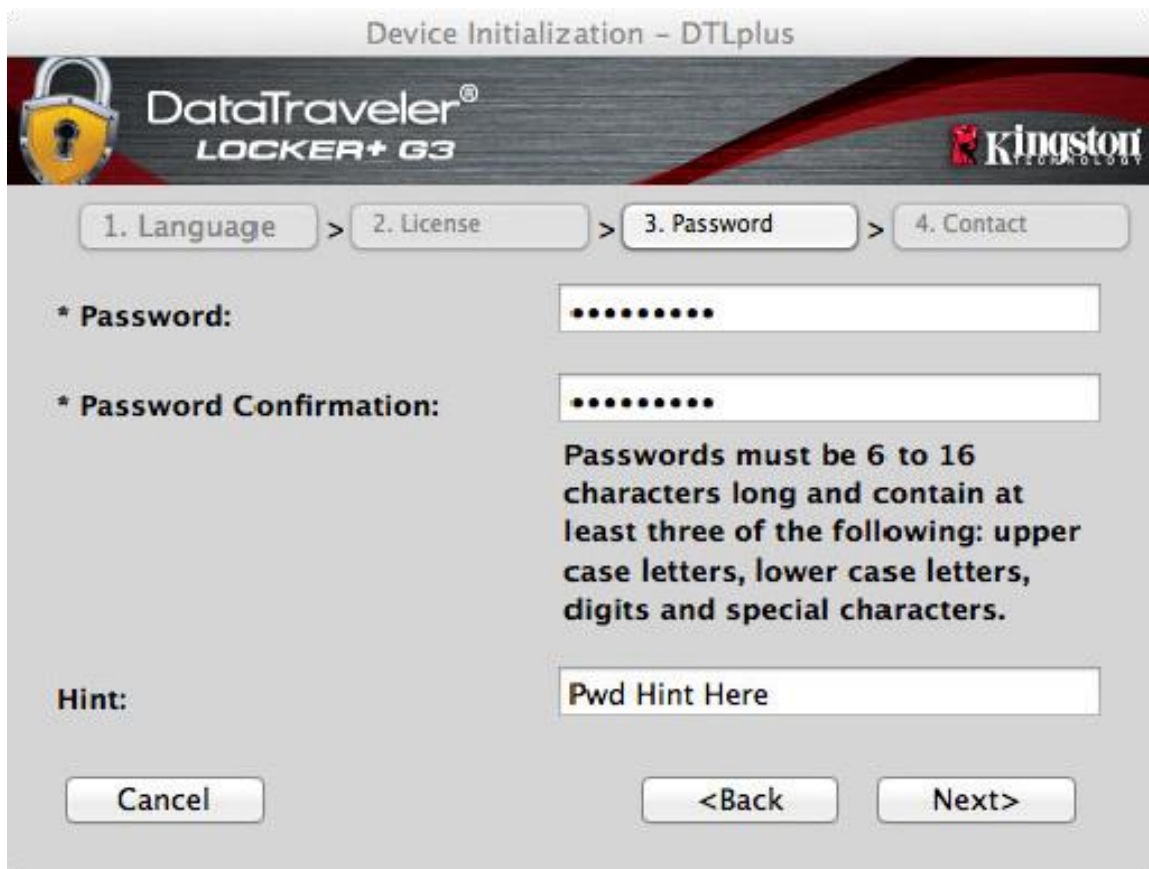 Device Initialization – DTLplus
DataTraveler®
LOCKER+ G3
Kingston
TECHNOLOGY
1. Language > 2. License > 3. Password > 4. Contact
* Password: •••••••••
* Password Confirmation: •••••••••
Passwords must be 6 to 16
characters long and contain at
least three of the following: upper
case letters, lower case letters,
digits and special characters.
Hint: Pwd Hint Here
Cancel <Back Next>